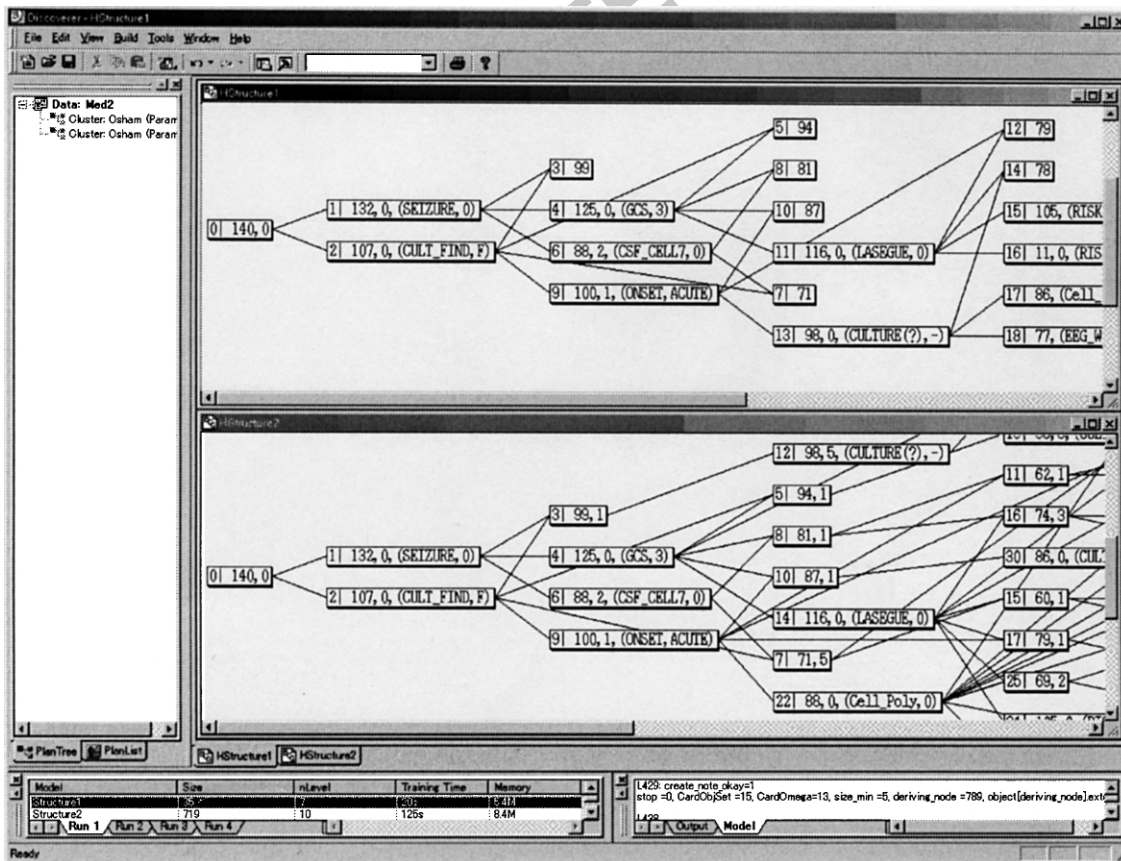 Discoverer - HStructure1
File Edit View Build Tools Window Help
Data: Med2
Cluster: Osham (Param
Cluster: Osham (Param
HStructure1
5| 94
12| 79
3| 99
8| 81
14| 78
1| 132, 0, (SEIZURE, 0)
4| 125, 0, (GCS, 3)
10| 87
15| 105, (RISK
0| 140, 0
2| 107, 0, (CULT_FIND, F)
6| 88, 2, (CSF_CELL7, 0)
11| 116, 0, (LASEGUE, 0)
16| 11, 0, (RIS
9| 100, 1, (ONSET, ACUTE)
7| 71
17| 86, (Cell_
13| 98, 0, (CULTURE(?), -)
18| 77, (EEG_W
HStructure2
12| 98, 5, (CULTURE(?), -)
11| 62, 1
5| 94, 1
3| 99, 1
16| 74, 3
8| 81, 1
1| 132, 0, (SEIZURE, 0)
4| 125, 0, (GCS, 3)
30| 86, 0, (CUL
0| 140, 0
10| 87, 1
2| 107, 0, (CULT_FIND, F)
6| 88, 2, (CSF_CELL7, 0)
15| 60, 1
14| 116, 0, (LASEGUE, 0)
9| 100, 1, (ONSET, ACUTE)
17| 79, 1
7| 71, 5
25| 69, 2
22| 88, 0, (Cell_Poly, 0)
PlanTree PlanList
HStructure1 HStructure2
Model Size nLevel Training Time Memory
Structure1 7 20s 6.4M
Structure2 719 10 125s 8.4M
Run 1 Run 2 Run 3 Run 4
L429: create_note_okay=1
stop =0, CardObjSet =15, CardOmega=13, size_min =5, deriving_node =789, object[deriving_node].ext
Output Model
Ready